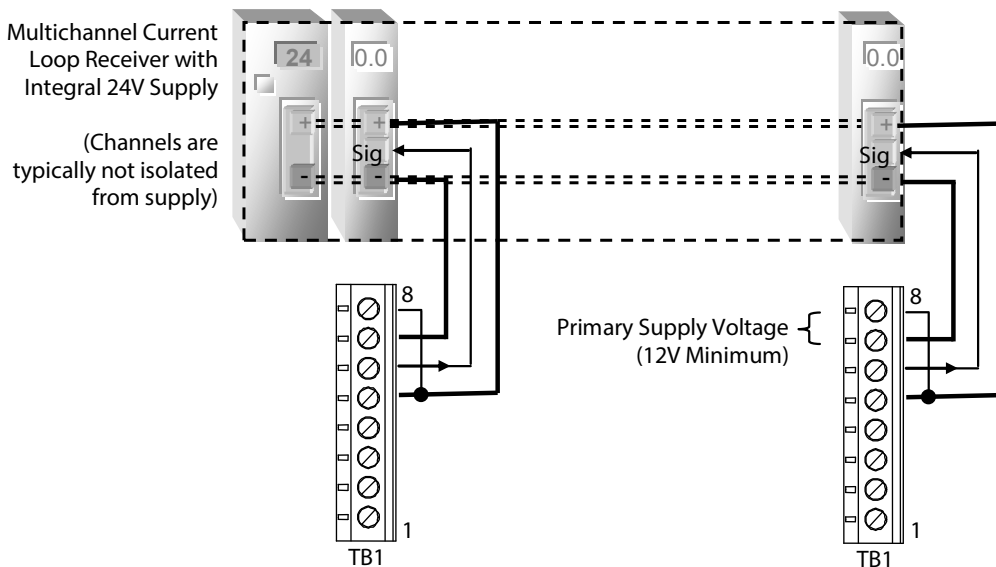 Multichannel Current
Loop Receiver with
Integral 24V Supply
(Channels are
typically not isolated
from supply)
24
0.0
0.0
+
+
+
Sig
Sig
-
-
-
8
8
Primary Supply Voltage
(12V Minimum)
1
1
TB1
TB1